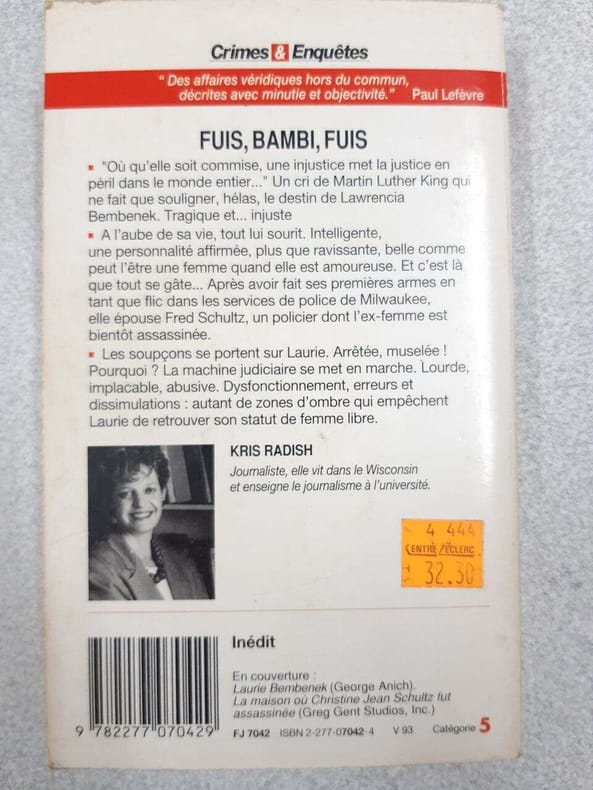 Crimes & Enquêtes
“ Des affaires véridiques hors du commun,
décrites avec minutie et objectivité.” Paul Lefèvre
FUIS, BAMBI, FUIS
▪ "Où qu'elle soit commise, une injustice met la justice en
péril dans le monde entier..." Un cri de Martin Luther King qui
ne fait que souligner, hélas, le destin de Lawrencia
Bembenek. Tragique et... injuste
▪ A l'aube de sa vie, tout lui sourit. Intelligente,
une personnalité affirmée, plus que ravissante, belle comme
peut l'être une femme quand elle est amoureuse. Et c'est là
que tout se gâte... Après avoir fait ses premières armes en
tant que flic dans les services de police de Milwaukee,
elle épouse Fred Schultz, un policier dont l'ex-femme est
bientôt assassinée.
▪ Les soupçons se portent sur Laurie. Arrêtée, muselée !
Pourquoi ? La machine judiciaire se met en marche. Lourde,
implacable, abusive. Dysfonctionnement, erreurs et
dissimulations : autant de zones d'ombre qui empêchent
Laurie de retrouver son statut de femme libre.
KRIS RADISH
Journaliste, elle vit dans le Wisconsin
et enseigne le journalisme à l'université.
4 444
CENTRE LECLERC
32.30
Inédit
En couverture :
Laurie Bembenek (George Anich).
La maison où Christine Jean Schultz fut
assassinée (Greg Gent Studios, Inc.)
9 782277 070429
FJ 7042 ISBN 2-277-07042-4 V 93 Catégorie 5